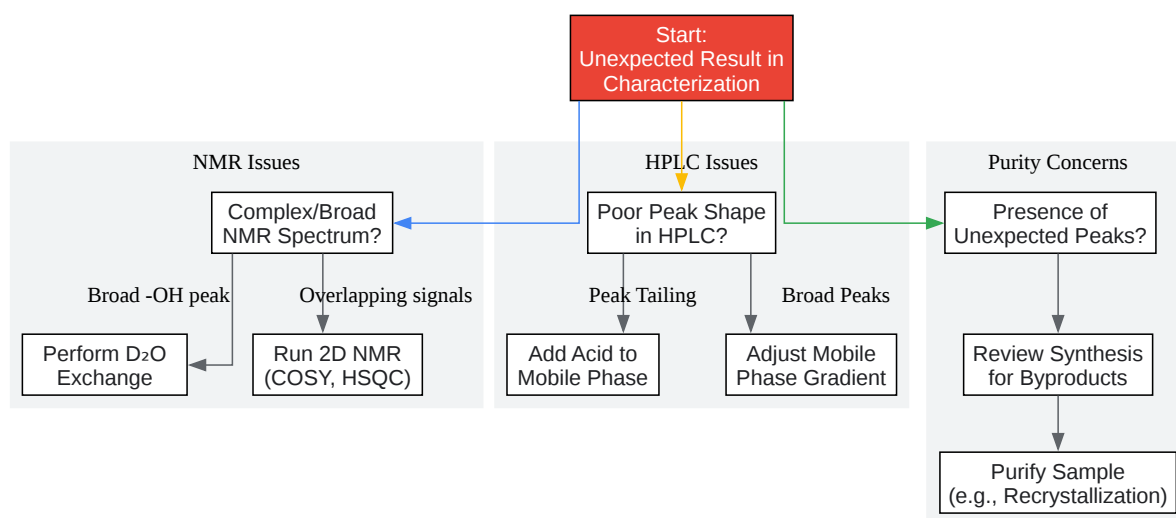 Start:
Unexpected Result in
Characterization
NMR Issues
HPLC Issues
Purity Concerns
Complex/Broad
NMR Spectrum?
Poor Peak Shape
in HPLC?
Presence of
Unexpected Peaks?
Broad -OH peak
Overlapping signals
Peak Tailing
Broad Peaks
Perform D₂O
Exchange
Run 2D NMR
(COSY, HSQC)
Add Acid to
Mobile Phase
Adjust Mobile
Phase Gradient
Review Synthesis
for Byproducts
Purify Sample
(e.g., Recrystallization)